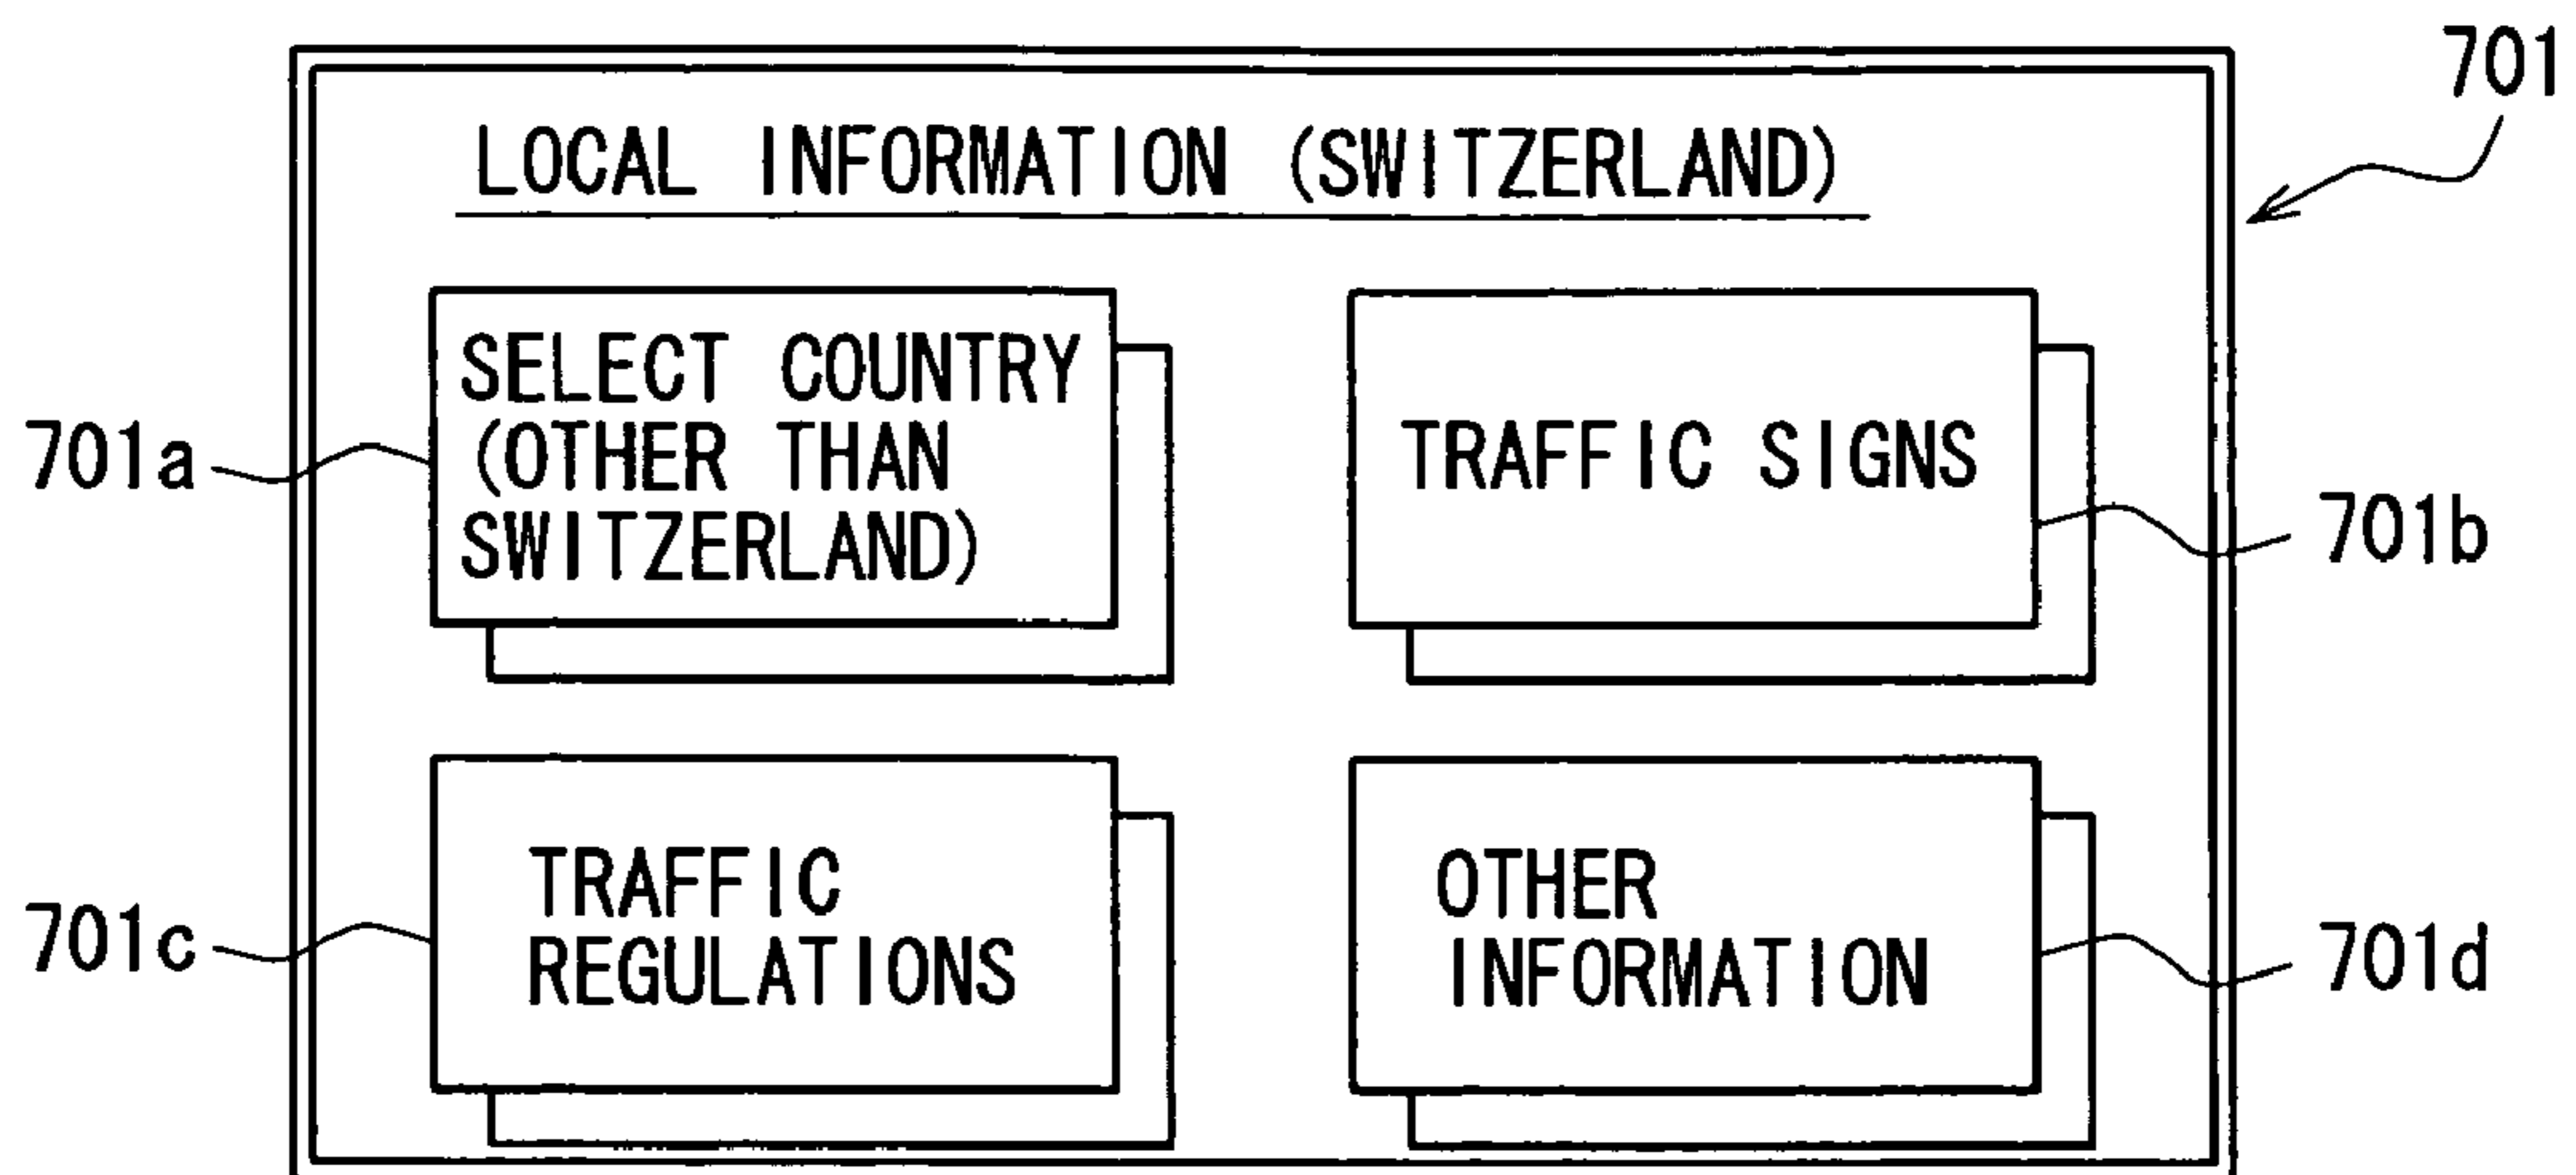 701
LOCAL INFORMATION (SWITZERLAND)
701a
SELECT COUNTRY
(OTHER THAN
SWITZERLAND)
TRAFFIC SIGNS
701b
701c
TRAFFIC
REGULATIONS
OTHER
INFORMATION
701d